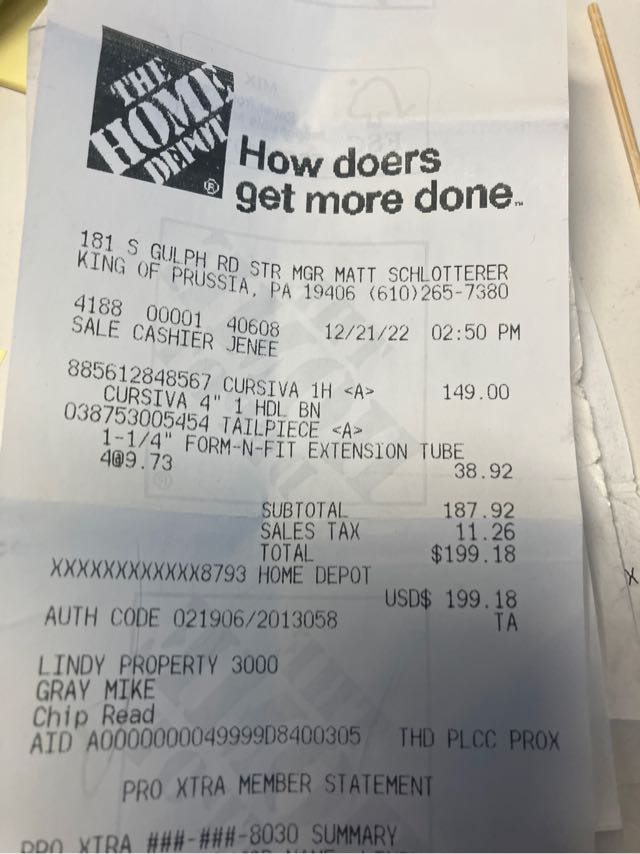 THE
HOME
DEPOT
®
How doers
get more done™
181 S GULPH RD STR MGR MATT SCHLOTTERER
KING OF PRUSSIA, PA 19406 (610)265-7380
4188 00001 40608 12/21/22 02:50 PM
SALE CASHIER JENEE
885612848567 CURSIVA 1H <A> 149.00
CURSIVA 4" 1 HDL BN
038753005454 TAILPIECE <A>
1-1/4" FORM-N-FIT EXTENSION TUBE
4@9.73 38.92
SUBTOTAL 187.92
SALES TAX 11.26
TOTAL $199.18
XXXXXXXXXXXX8793 HOME DEPOT
USD$ 199.18
AUTH CODE 021906/2013058 TA
LINDY PROPERTY 3000
GRAY MIKE
Chip Read
AID A0000000049999D8400305 THD PLCC PROX
PRO XTRA MEMBER STATEMENT
PRO XTRA ###-###-8030 SUMMARY